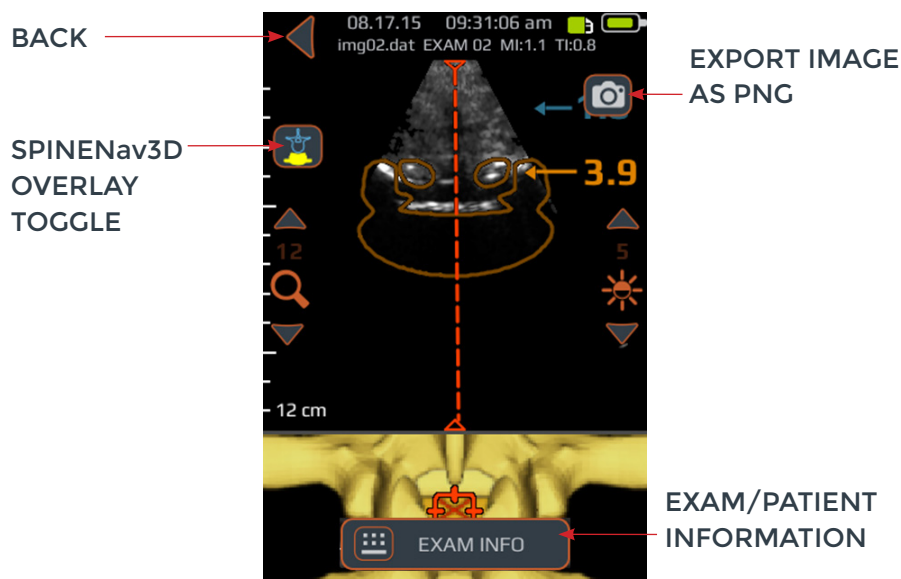 BACK
08.17.15 09:31:06 am
img02.dat EXAM 02 MI:1.1 TI:0.8
EXPORT IMAGE
AS PNG
SPINENav3D
OVERLAY
TOGGLE
3.9
12
5
12 cm
EXAM/PATIENT
INFORMATION
EXAM INFO